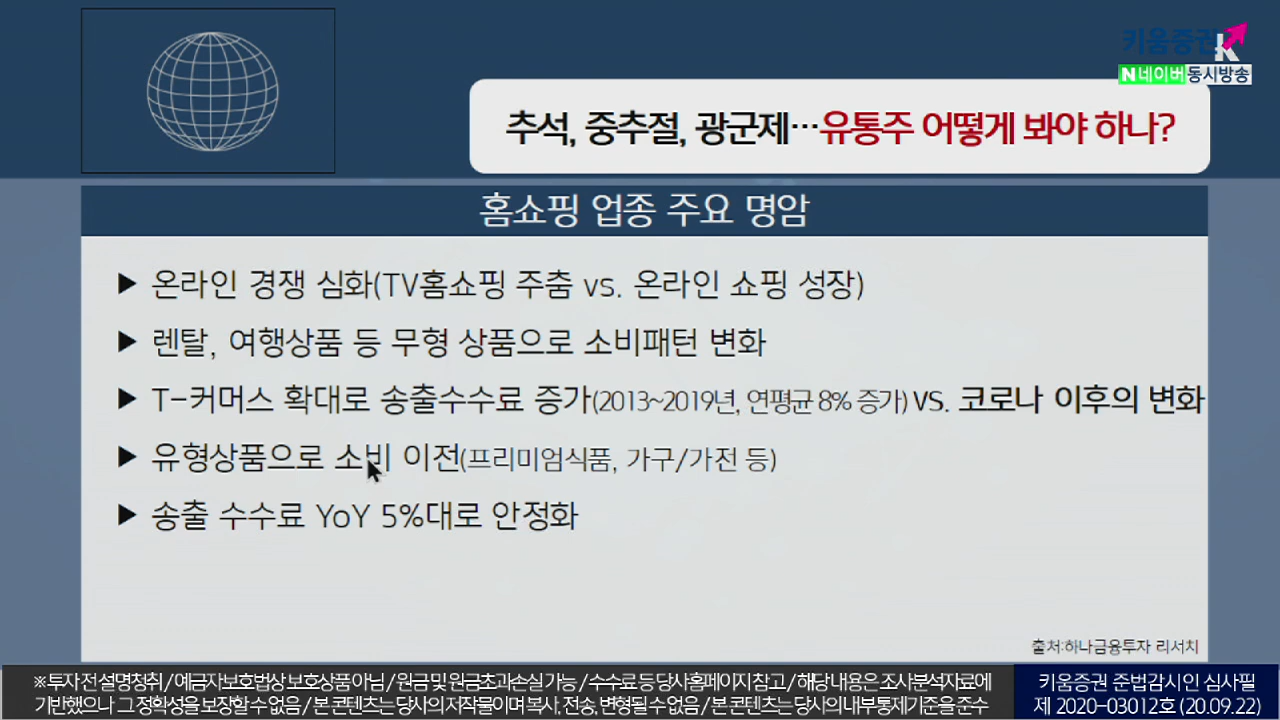 키움증권
N네이버 동시방송
추석, 중추절, 광군제…유통주 어떻게 봐야 하나?
홈쇼핑 업종 주요 명암
▶ 온라인 경쟁 심화(TV홈쇼핑 주춤 vs. 온라인 쇼핑 성장)
▶ 렌탈, 여행상품 등 무형 상품으로 소비패턴 변화
▶ T-커머스 확대로 송출수수료 증가(2013~2019년, 연평균 8% 증가) vs. 코로나 이후의 변화
▶ 유형상품으로 소비 이전(프리미엄식품, 가구/가전 등)
▶ 송출 수수료 YoY 5%대로 안정화
출처:하나금융투자 리서치
※ 투자 전 설명청취 / 예금자보호법상 보호상품 아님 / 원금 및 원금초과손실 가능 / 수수료 등 당사홈페이지 참고 / 해당 내용은 조사분석자료에
기반했으나 그 정확성을 보장할 수 없음 / 본 콘텐츠는 당사의 저작물이며 복사, 전송, 변형될 수 없음 / 본 콘텐츠는 당사의 내부통제기준을 준수
키움증권 준법감시인 심사필
제 2020-03012호 (20.09.22)